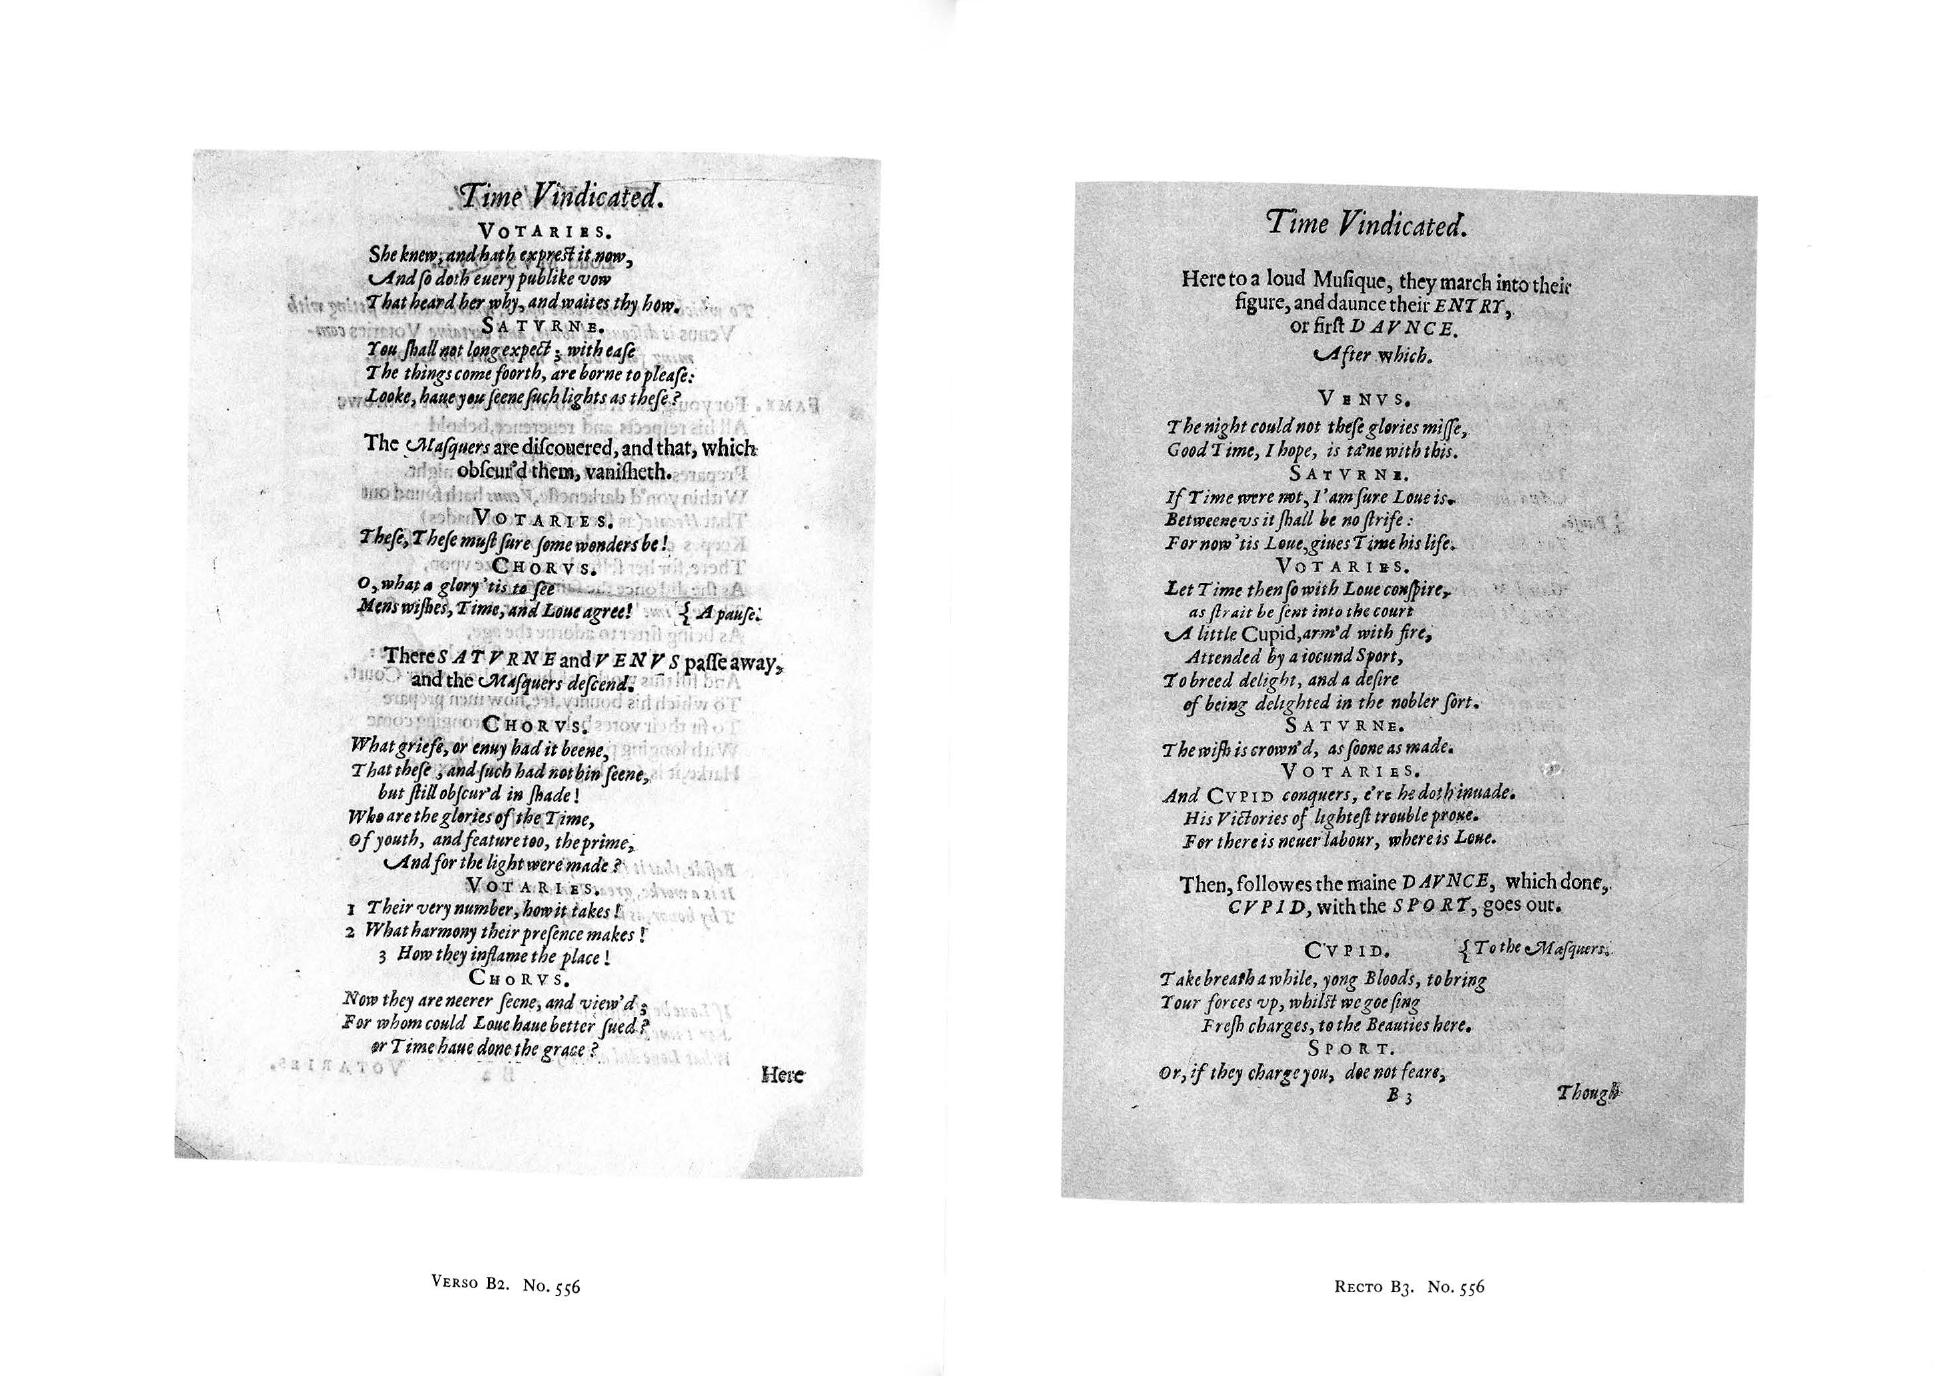 Time Vindicated.
VOTARIES.
She knew, and hath exprest it now,
And ſo doth euery publike vow
That heard her why, and waites thy how.
SATVRNE.
You ſhall not long expect; with eaſe
The things come foorth, are borne to pleaſe:
Looke, haue you ſeene ſuch lights as theſe?
The Maſquers are diſcouered, and that, which
obſcur'd them, vaniſheth.
VOTARIES.
Theſe, Theſe muſt ſure ſome wonders be!
CHORVS.
O, what a glory 'tis to ſee
Mens wiſhes, Time, and Loue agree! { A pauſe.
There SATVRNE and VENVS paſſe away,
and the Maſquers deſcend.
CHORVS.
What griefe, or enuy had it beene,
That theſe, and ſuch had not bin ſeene,
but ſtill obſcur'd in ſhade!
Who are the glories of the Time,
Of youth, and feature too, the prime,
And for the light were made?
VOTARIES.
1 Their very number, how it takes!
2 What harmony their preſence makes!
3 How they inflame the place!
CHORVS.
Now they are neerer ſeene, and view'd;
For whom could Loue haue better ſued?
or Time haue done the grace?
Here
VERSO B2. No. 556
Time Vindicated.
Here to a loud Muſique, they march into their
figure, and daunce their ENTRY,
or firſt DAVNCE.
After which.
VENVS.
The night could not theſe glories miſſe,
Good Time, I hope, is ta'ne with this.
SATVRNE.
If Time were not, I'am ſure Loue is.
Betweene vs it ſhall be no ſtrife:
For now 'tis Loue, giues Time his life.
VOTARIES.
Let Time then ſo with Loue conſpire,
as ſtrait be ſent into the court
A little Cupid, arm'd with fire,
Attended by a iocund Sport,
To breed delight, and a deſire
of being delighted in the nobler ſort.
SATVRNE.
The wiſh is crown'd, as ſoone as made.
VOTARIES.
And CVPID conquers, e're he doth inuade.
His Victories of lighteſt trouble proue.
For there is neuer labour, where is Loue.
Then, followes the maine DAVNCE, which done,
CVPID, with the SPORT, goes out.
CVPID. { To the Maſquers.
Take breath a while, yong Bloods, to bring
Your forces vp, whilſt we goe ſing
Freſh charges, to the Beauties here.
SPORT.
Or, if they charge you, doe not feare,
B 3 Though
RECTO B3. No. 556